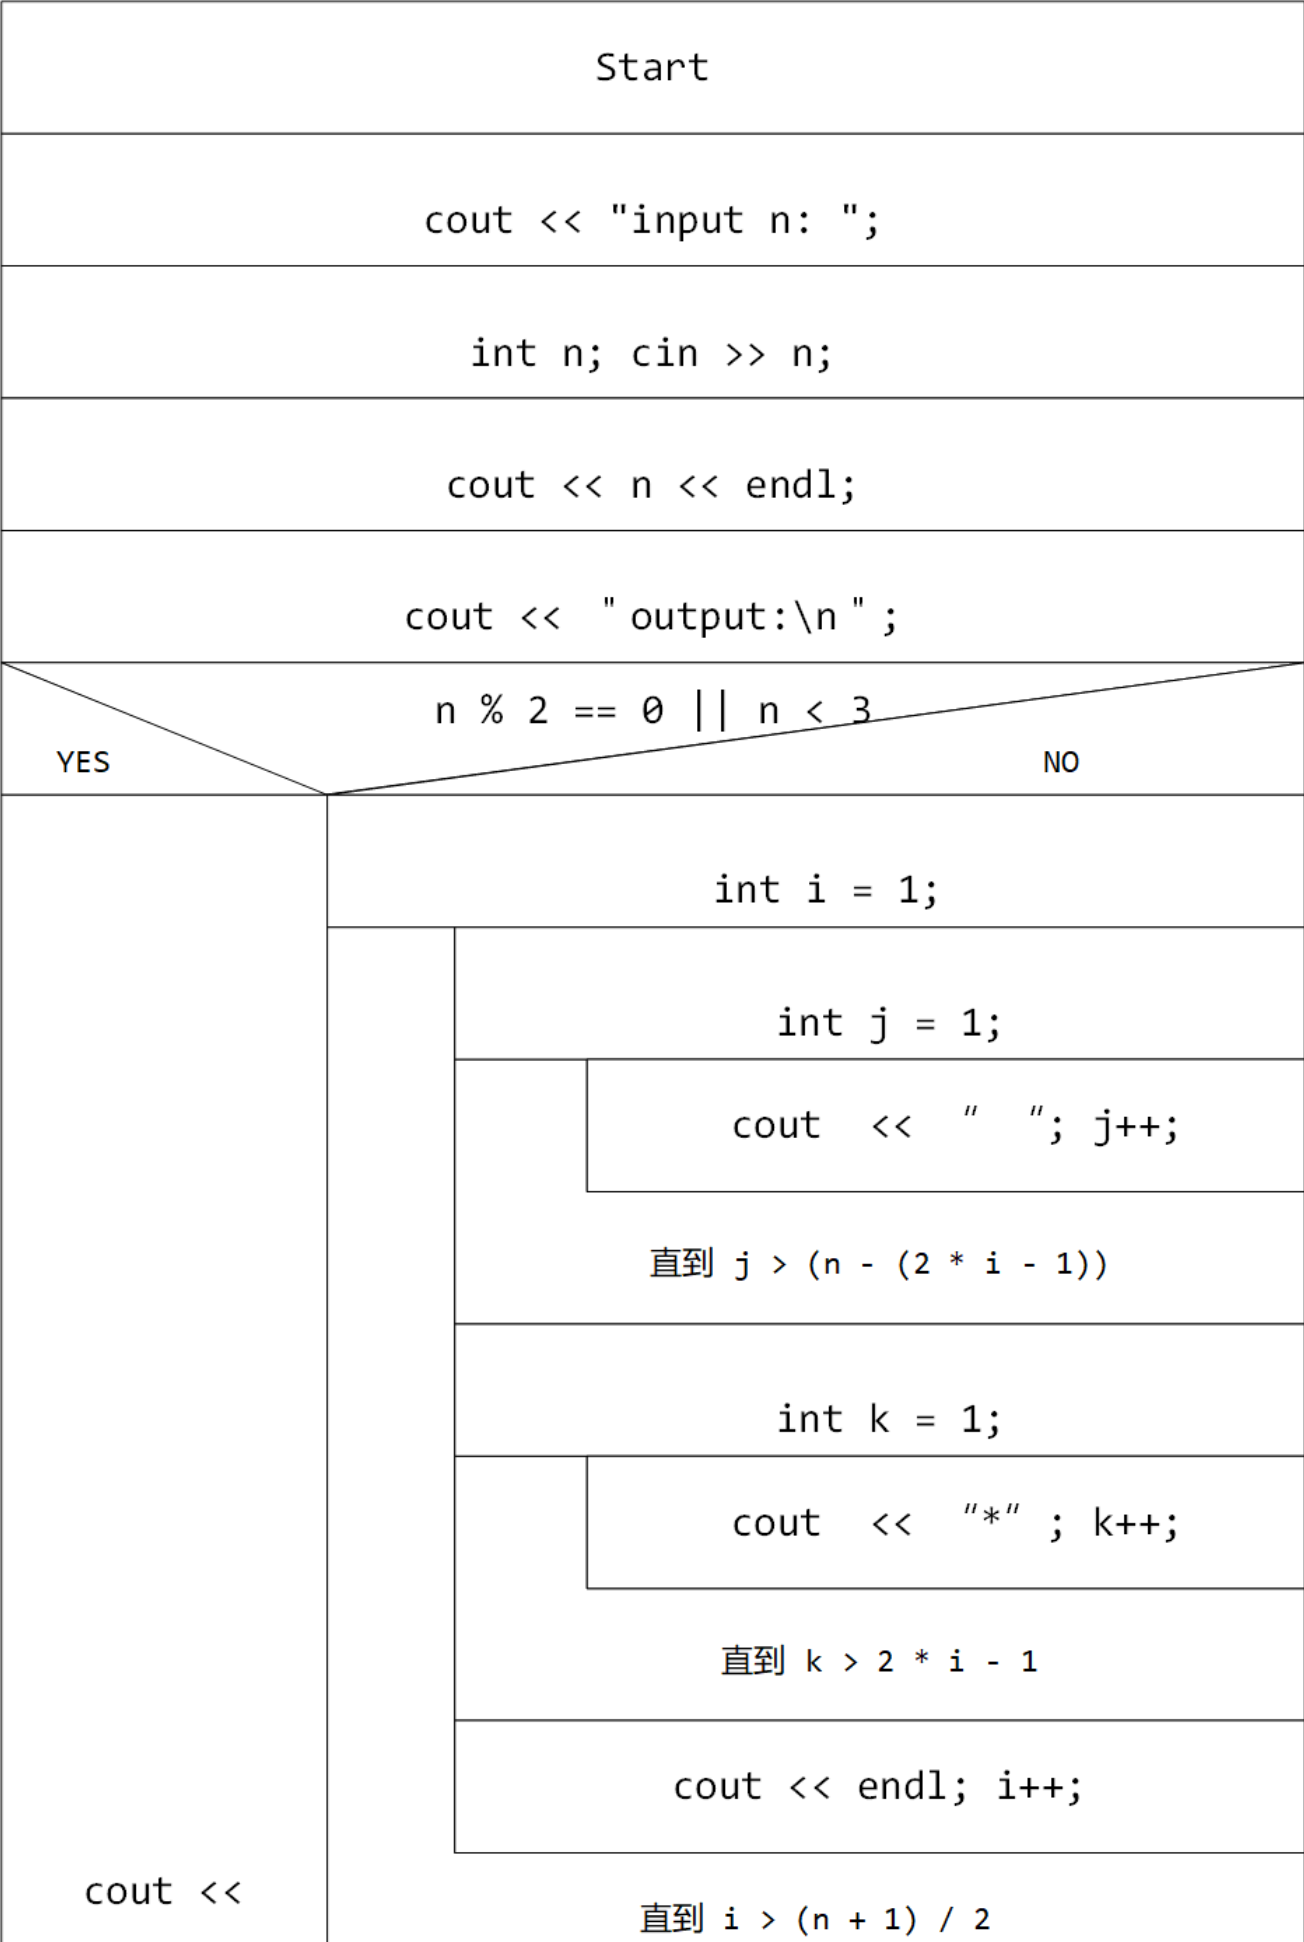 Start
cout << "input n: ";
int n; cin >> n;
cout << n << endl;
cout << "output:\n";
n % 2 == 0 || n < 3
YES
NO
int i = 1;
int j = 1;
cout << " "; j++;
直到 j > (n - (2 * i - 1))
int k = 1;
cout << "*" ; k++;
直到 k > 2 * i - 1
cout << endl; i++;
cout <<
直到 i > (n + 1) / 2